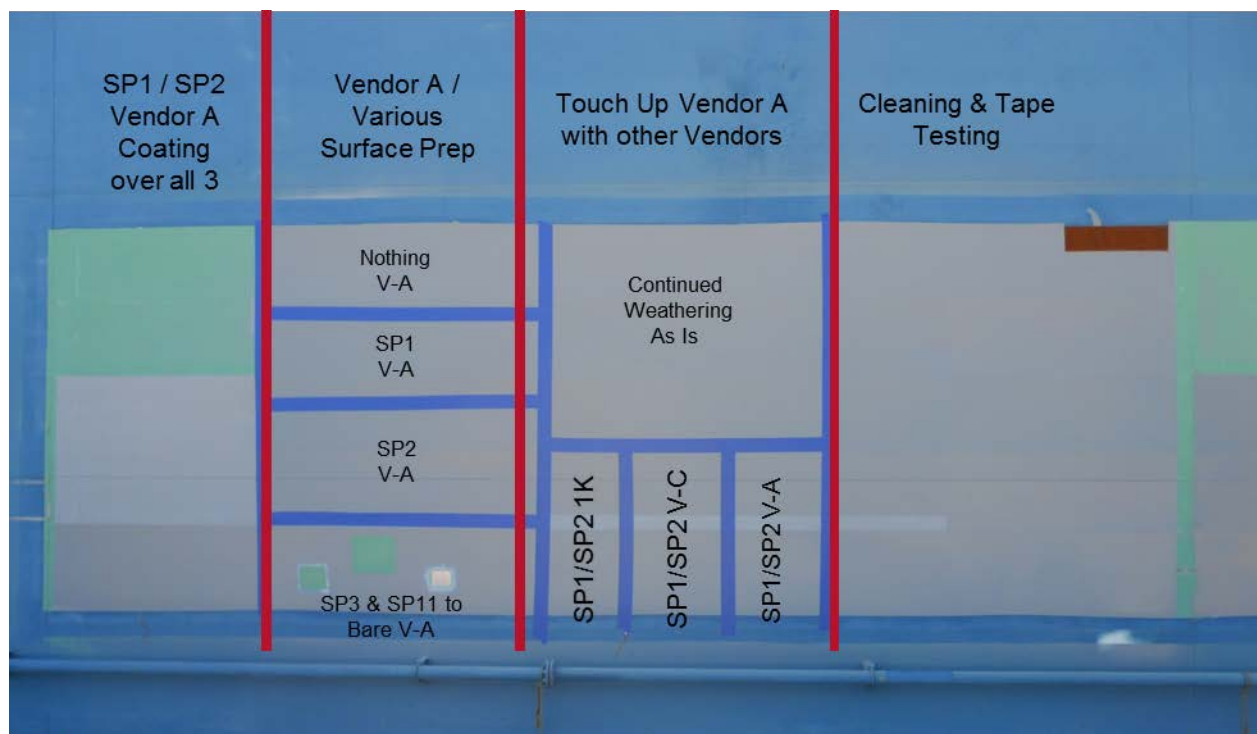 SP1 / SP2
Vendor A
Coating
over all 3
Vendor A /
Various
Surface Prep
Touch Up Vendor A
with other Vendors
Cleaning & Tape
Testing
Nothing
V-A
SP1
V-A
SP2
V-A
SP3 & SP11 to
Bare V-A
Continued
Weathering
As Is
SP1/SP2 1K
SP1/SP2 V-C
SP1/SP2 V-A